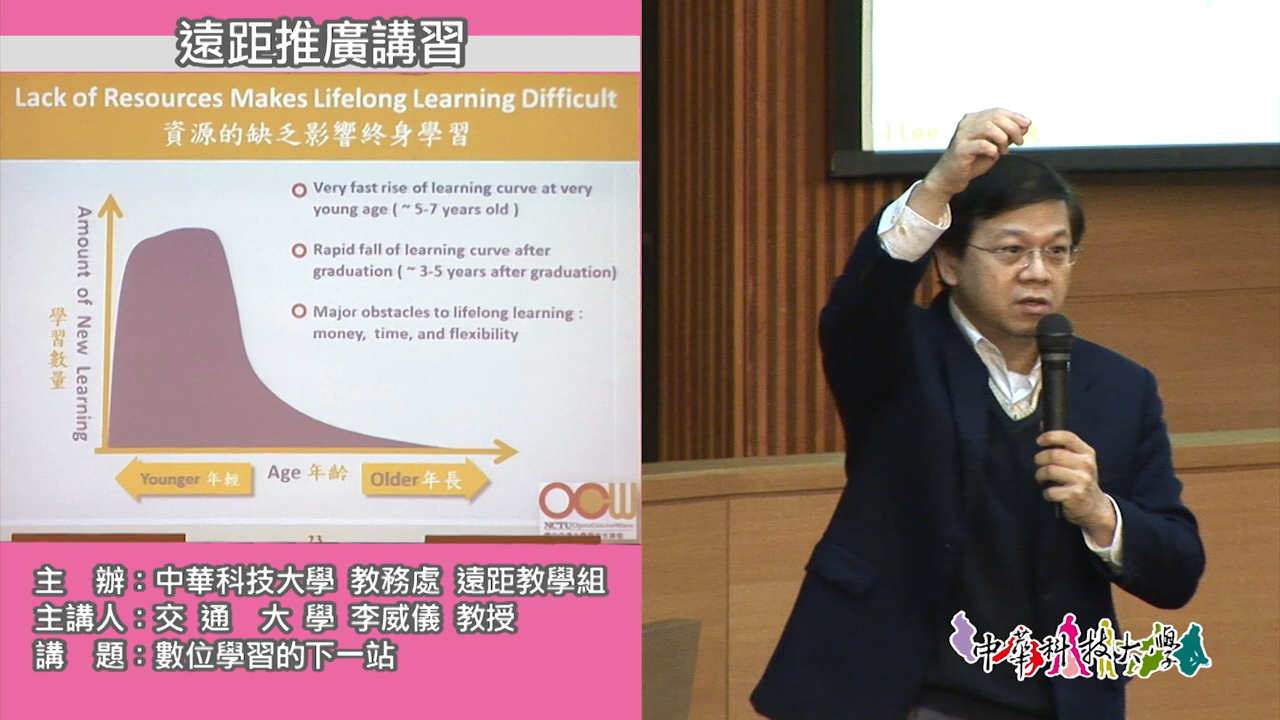 遠距推廣講習
Lack of Resources Makes Lifelong Learning Difficult
資源的缺乏影響終身學習
Very fast rise of learning curve at very
young age ( ~ 5-7 years old )
Rapid fall of learning curve after
graduation ( ~ 3-5 years after graduation)
Major obstacles to lifelong learning :
money, time, and flexibility
Amount of New Learning
學習數量
Younger 年輕
Age 年齡
Older 年長
OCW
NCTU OpenCourseWare
23
主 辦：中華科技大學 教務處 遠距教學組
主講人：交 通 大 學 李威儀 教授
講 題：數位學習的下一站
Lee
中華科技大學